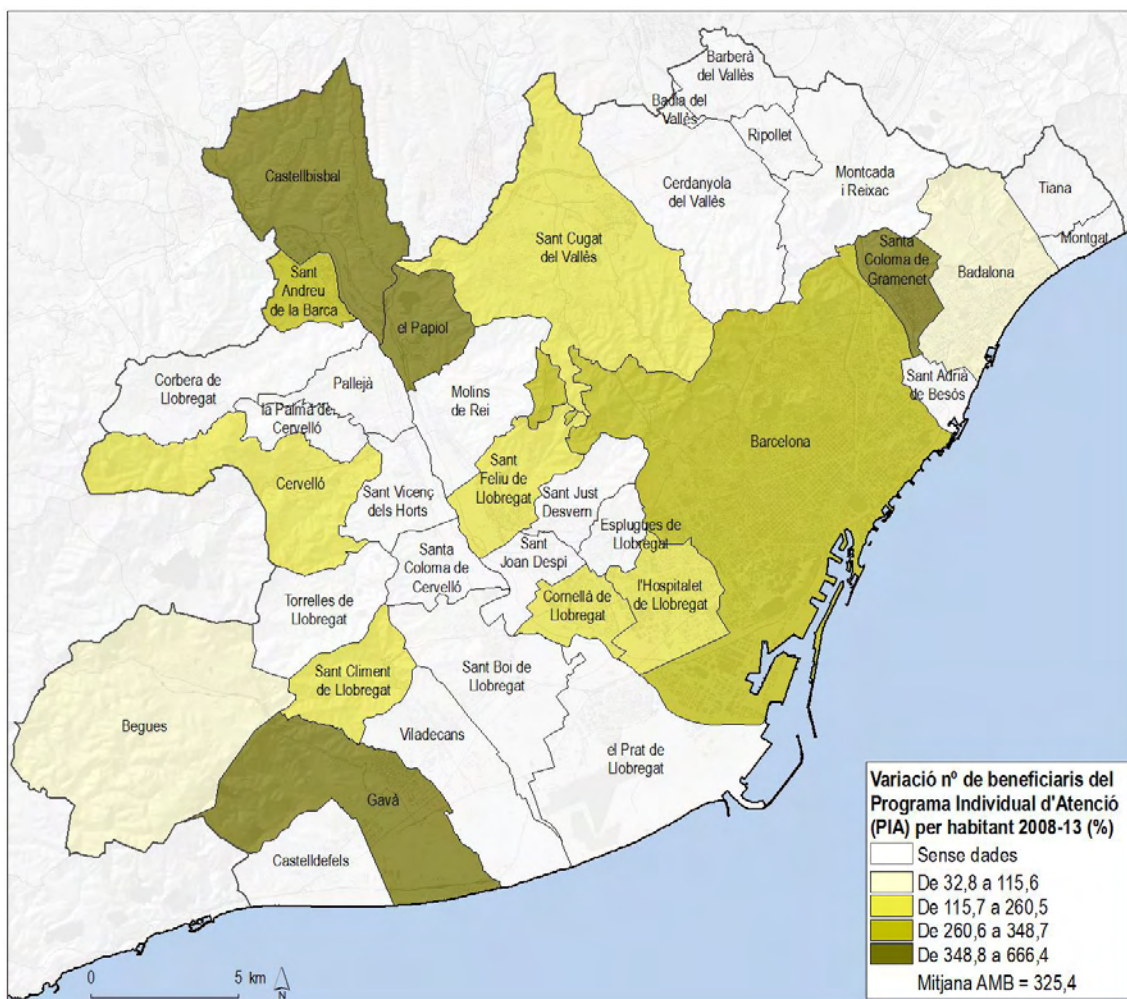 Barberà
del Vallès
Badia del
Vallès
Ripollet
Montcada
i Reixac
Tiana
Montgat
Castellbisbal
Cerdanyola
del Vallès
Sant Cugat
del Vallès
Santa
Coloma de
Gramenet
Badalona
Sant
Andreu
de la Barca
el Papiol
Corbera de
Llobregat
Pallejà
Molins
de Rei
Sant Adrià
de Besòs
la Palma de
Cervelló
Barcelona
Cervelló
Sant
Feliu de
Llobregat
Sant Vicenç
dels Horts
Sant Just
Desvern
Esplugues de
Llobregat
Santa
Coloma de
Cervelló
Sant
Joan Despí
Torrelles de
Llobregat
Cornellà de
Llobregat
l'Hospitalet
de Llobregat
Sant Climent
de Llobregat
Sant Boi de
Llobregat
Begues
Viladecans
el Prat de
Llobregat
Gavà
Castelldefels
Variació nº de beneficiaris del
Programa Individual d'Atenció
(PIA) per habitant 2008-13 (%)
Sense dades
De 32,8 a 115,6
De 115,7 a 260,5
De 260,6 a 348,7
De 348,8 a 666,4
Mitjana AMB = 325,4
0 5 km
N